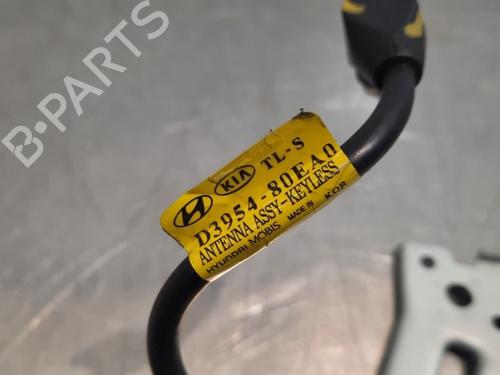 B-PARTS
KIA TL-S
D3954-80EA0
ANTENNA ASSY-KEYLESS
HYUNDAI MOBIS MADE IN KOR